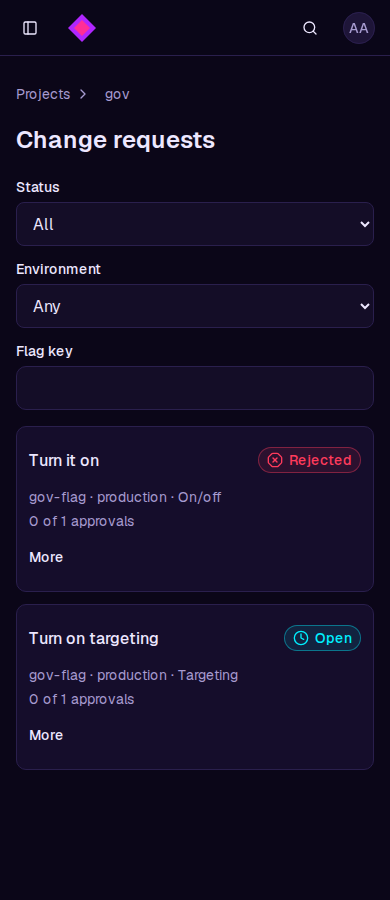 AA
Projects > gov
Change requests
Status
All
Environment
Any
Flag key
Turn it on
Rejected
gov-flag · production · On/off
0 of 1 approvals
More
Turn on targeting
Open
gov-flag · production · Targeting
0 of 1 approvals
More